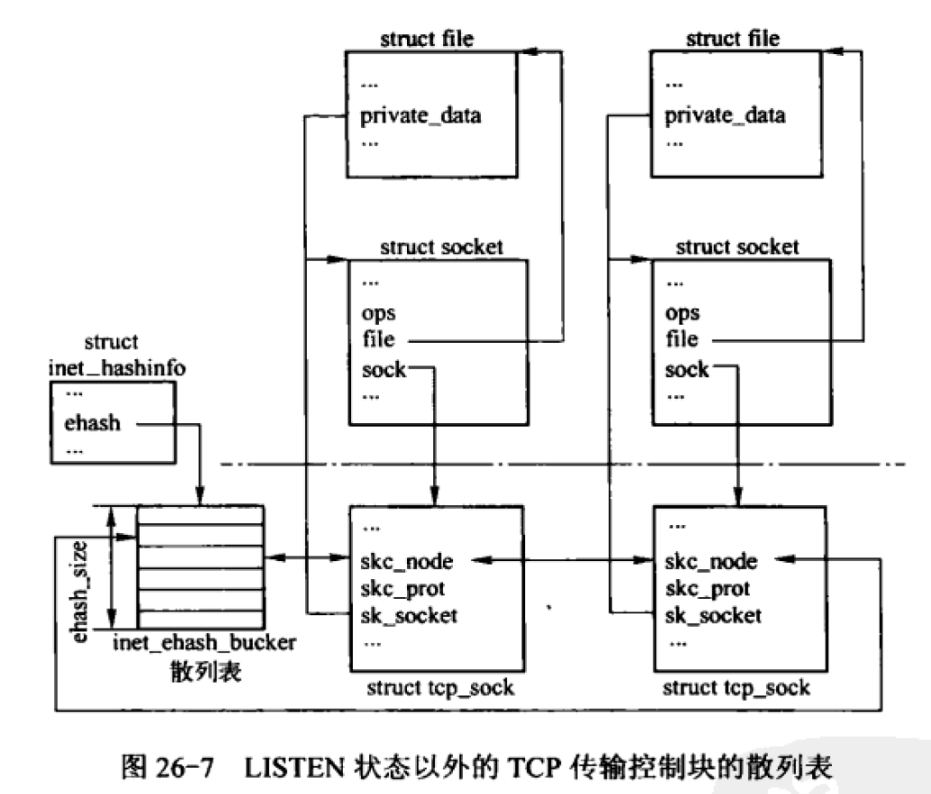 struct file
...
private_data
...
struct file
...
private_data
...
struct socket
...
ops
file
sock
...
struct socket
...
ops
file
sock
...
struct
inet_hashinfo
...
ehash
...
ehash_size
inet_ehash_bucker
散列表
...
skc_node
skc_prot
sk_socket
...
struct tcp_sock
...
skc_node
skc_prot
sk_socket
...
struct tcp_sock
图 26-7 LISTEN 状态以外的 TCP 传输控制块的散列表